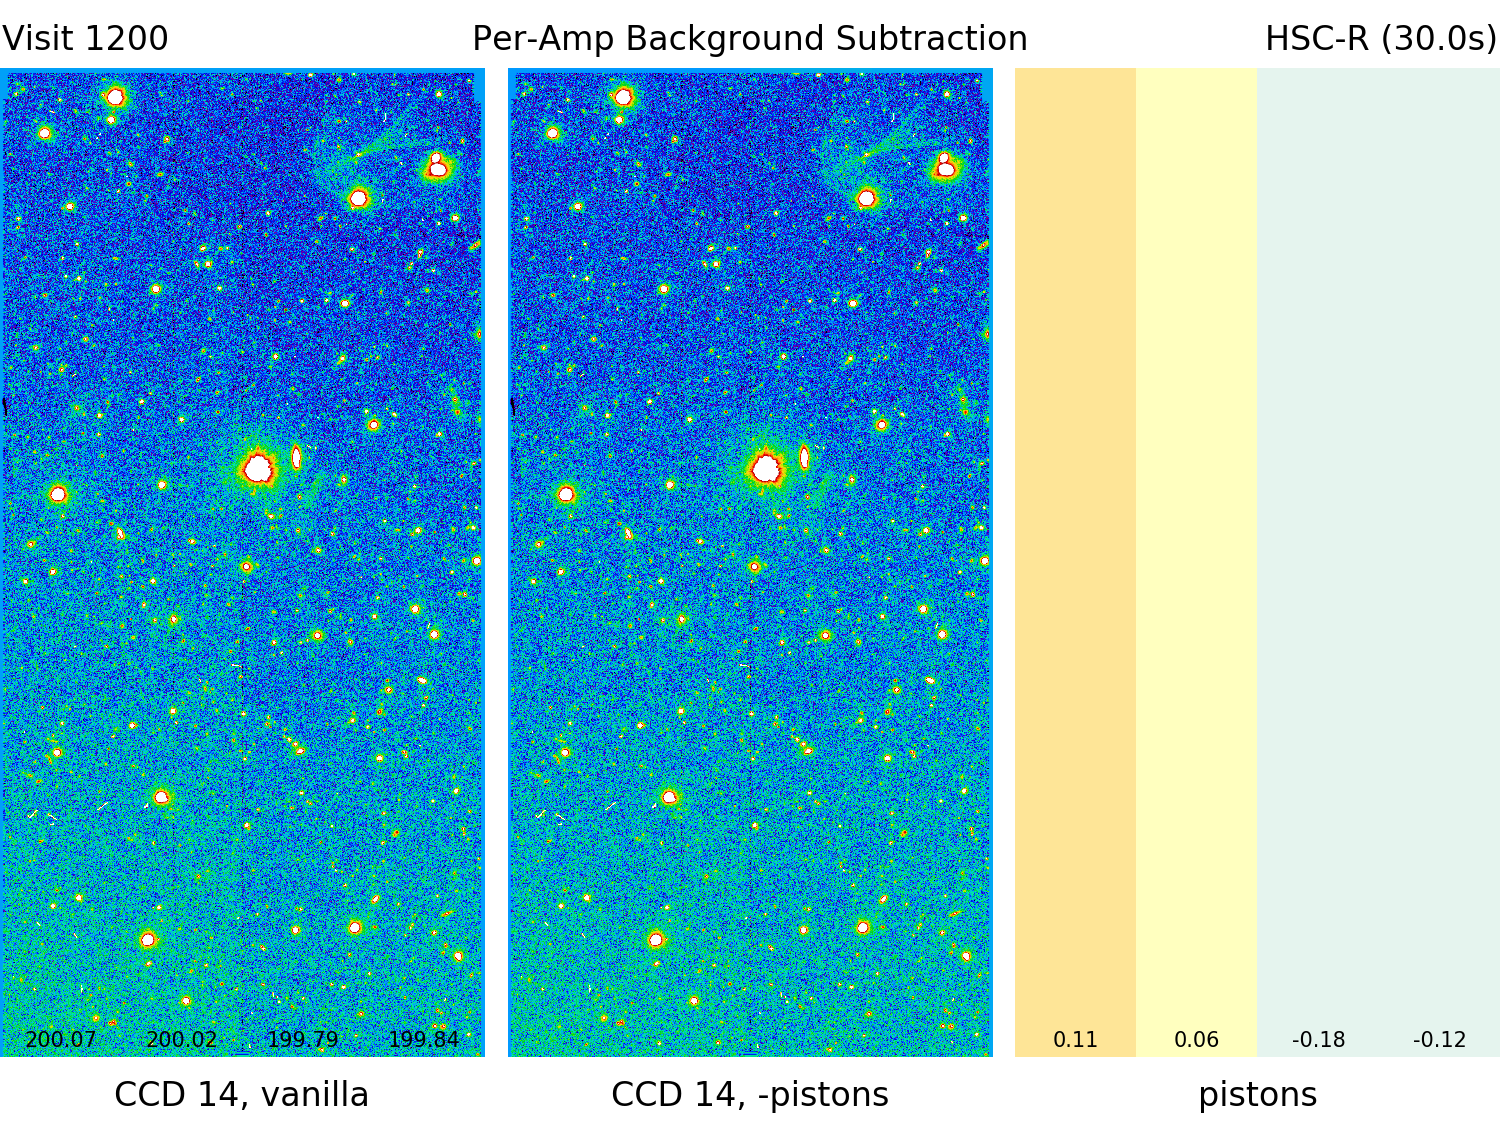 Visit 1200 Per-Amp Background Subtraction HSC-R (30.0s)
200.07 200.02 199.79 199.84 0.11 0.06 -0.18 -0.12
CCD 14, vanilla CCD 14, -pistons pistons